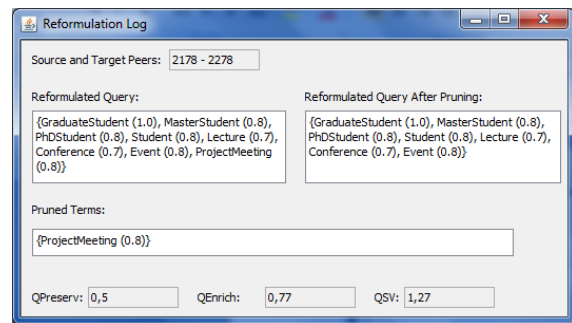 Reformulation Log
Source and Target Peers: 2178 - 2278
Reformulated Query:
{GraduateStudent (1.0), MasterStudent (0.8),
PhDStudent (0.8), Student (0.8), Lecture (0.7),
Conference (0.7), Event (0.8), ProjectMeeting
(0.8)}
Reformulated Query After Pruning:
{GraduateStudent (1.0), MasterStudent (0.8),
PhDStudent (0.8), Student (0.8), Lecture (0.7),
Conference (0.7), Event (0.8)}
Pruned Terms:
{ProjectMeeting (0.8)}
QPreserv: 0,5 QEnrich: 0,77 QSV: 1,27